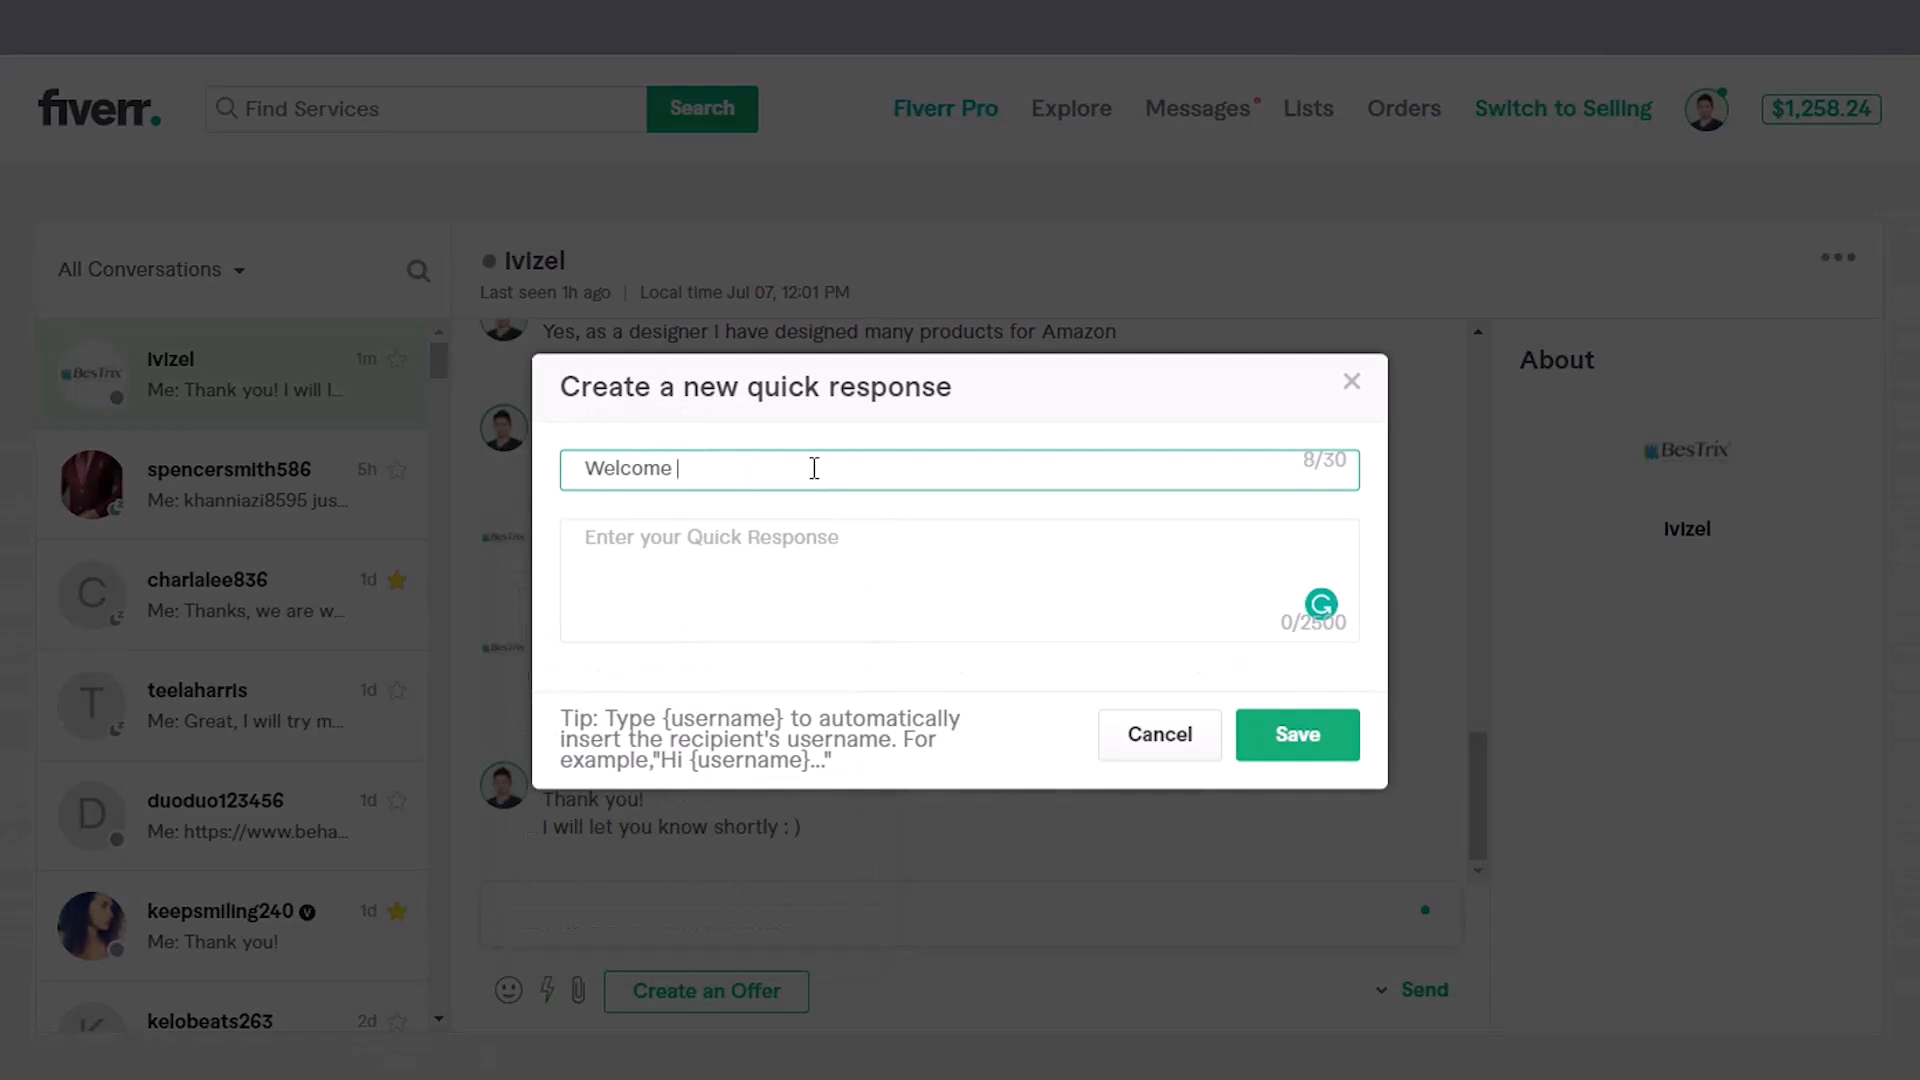 fiverr.
Find Services
Search
Fiverr Pro
Explore
Messages
Lists
Orders
Switch to Selling
$1,258.24
All Conversations
Ivizel
Last seen 1h ago | Local time Jul 07, 12:01 PM
BesTrix
Ivizel
1m
Me: Thank you! I will l...
spencersmith586
5h
Me: khanniazi8595 jus...
C
charlalee836
1d
Me: Thanks, we are w...
T
teelaharris
1d
Me: Great, I will try m...
D
duoduo123456
1d
Me: https://www.beha...
keepsmiling240
1d
Me: Thank you!
K
kelobeats263
2d
Yes, as a designer I have designed many products for Amazon
Create a new quick response
Welcome
8/30
Enter your Quick Response
0/2500
Tip: Type {username} to automatically
insert the recipient's username. For
example,"Hi {username}..."
Cancel
Save
BesTrix
BesTrix
Thank you!
I will let you know shortly : )
Create an Offer
Send
About
BesTrix
Ivizel